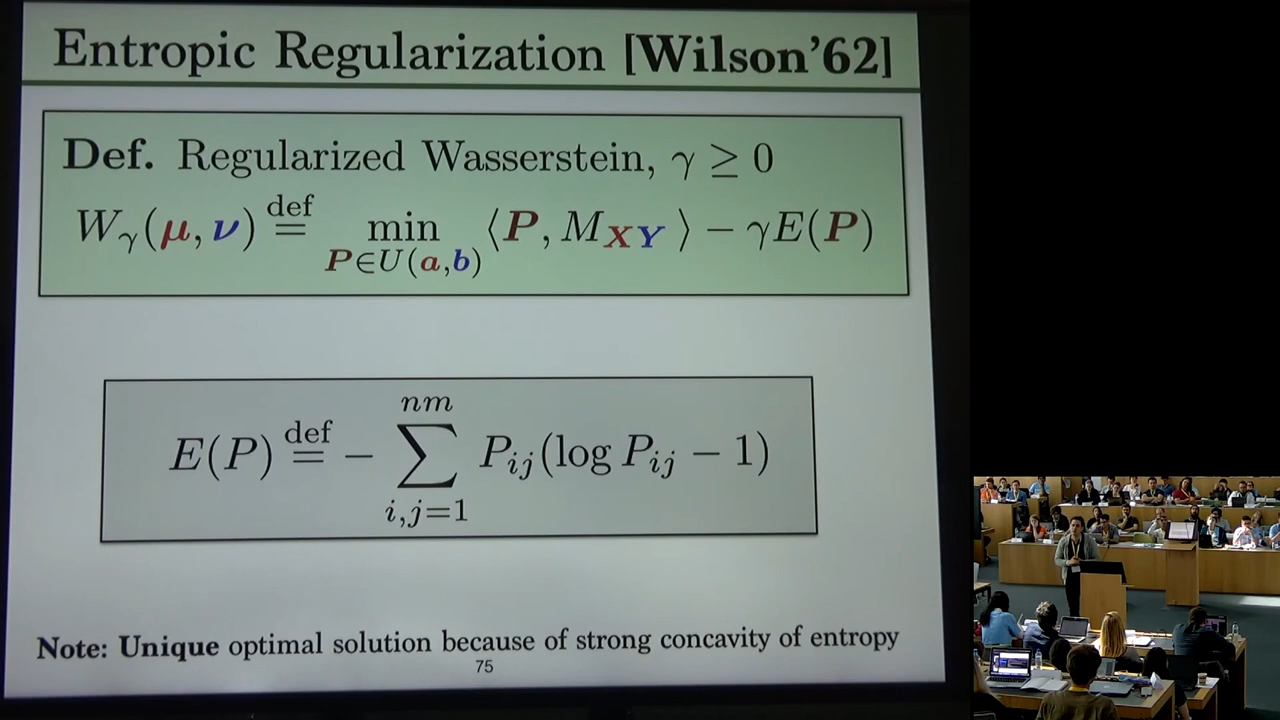 Entropic Regularization [Wilson'62]
Def. Regularized Wasserstein, γ ≥ 0
W_γ(μ, ν) def= min_{P∈U(a,b)} ⟨P, M_XY⟩ − γE(P)
E(P) def= − ∑_{i,j=1}^{nm} P_ij(log P_ij − 1)
Note: Unique optimal solution because of strong concavity of entropy
75